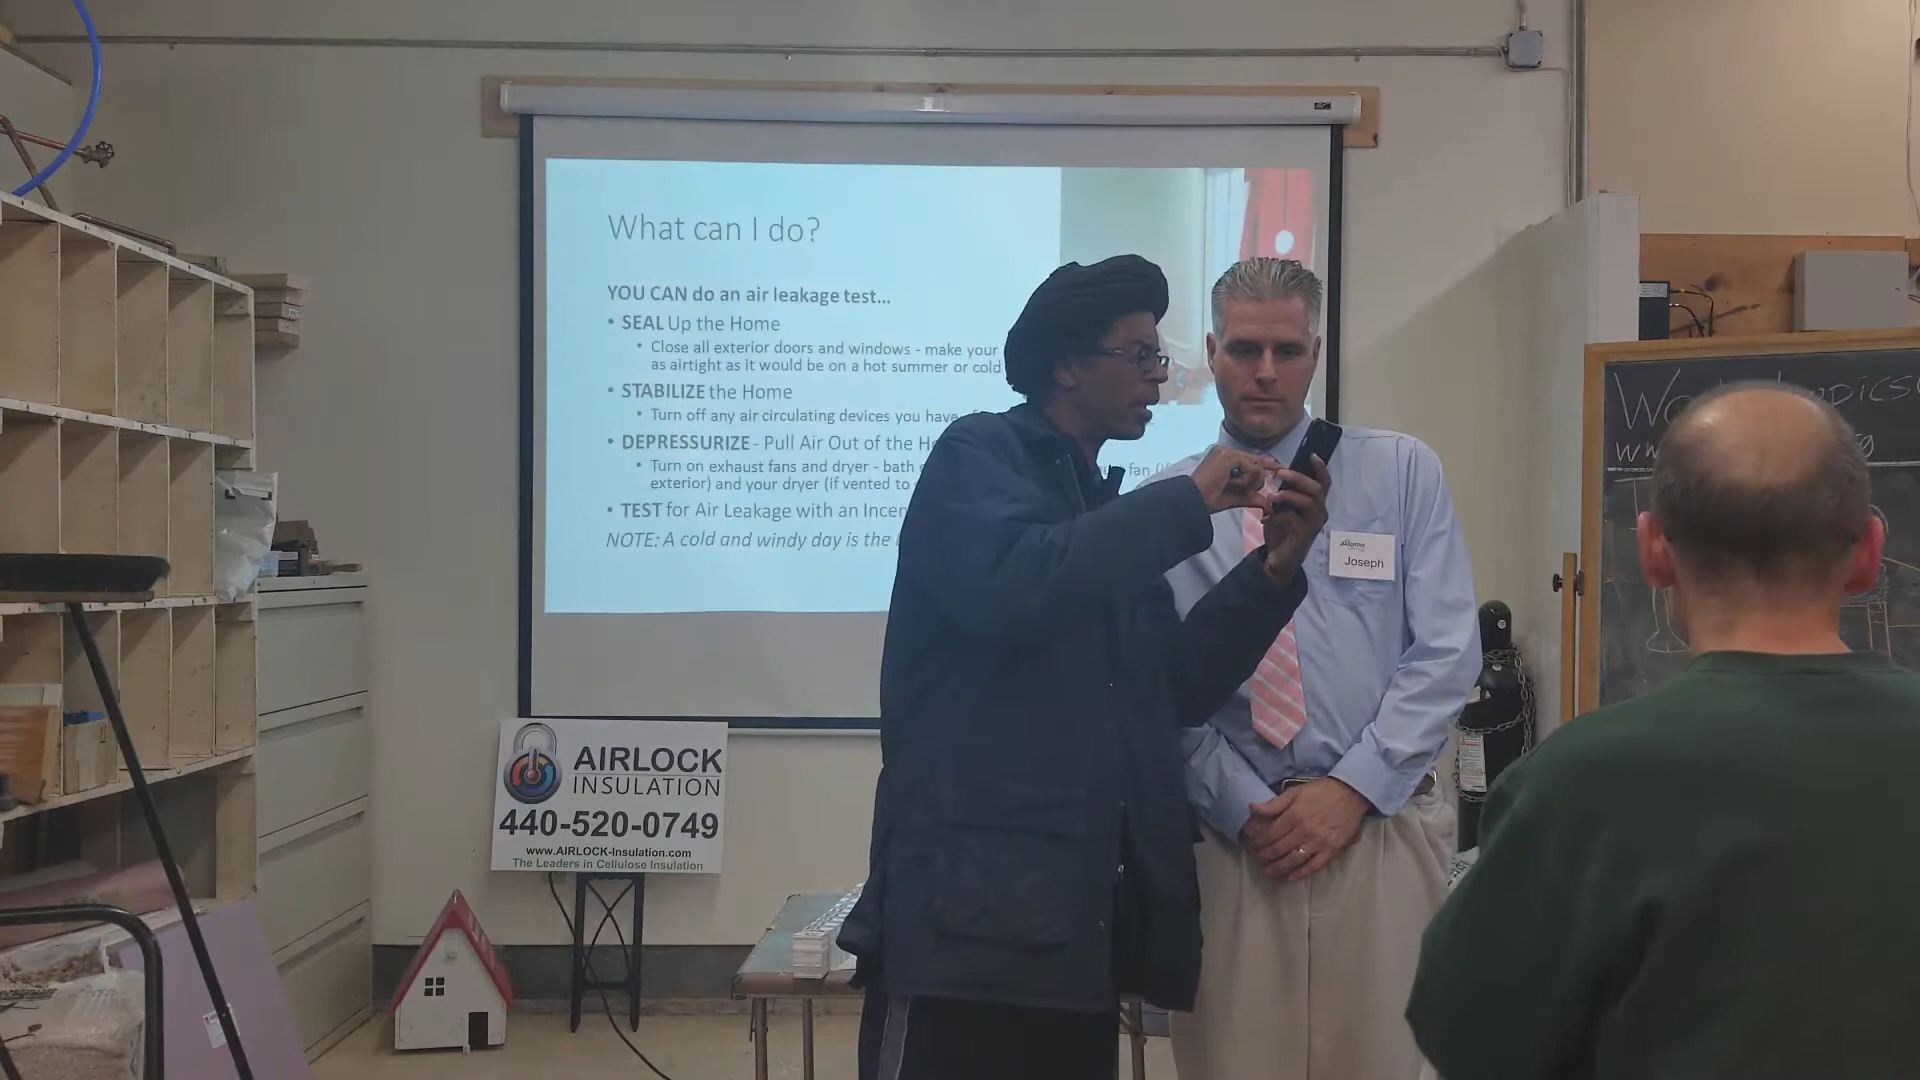 What can I do?
YOU CAN do an air leakage test...
• SEAL Up the Home
• Close all exterior doors and windows - make your
as airtight as it would be on a hot summer or cold
• STABILIZE the Home
• Turn off any air circulating devices you have
• DEPRESSURIZE - Pull Air Out of the
• Turn on exhaust fans and dryer - bath
fan
exterior) and your dryer (if vented to
• TEST for Air Leakage with an
NOTE: A cold and windy day is the
Joseph
AIRLOCK
INSULATION
440-520-0749
www.AIRLOCK-Insulation.com
The Leaders in Cellulose Insulation